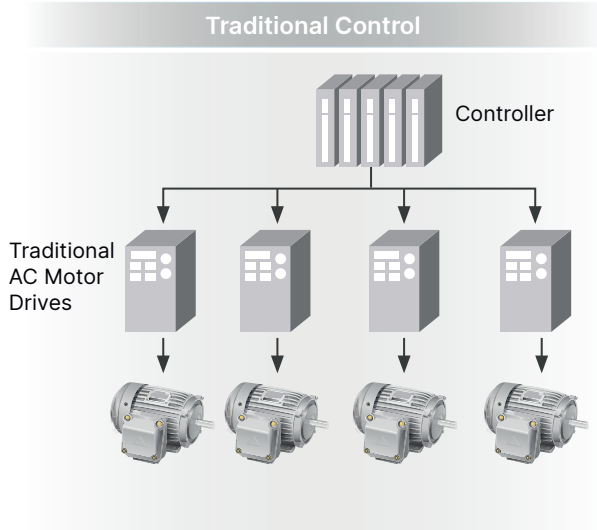 Traditional Control
Controller
Traditional
AC Motor
Drives